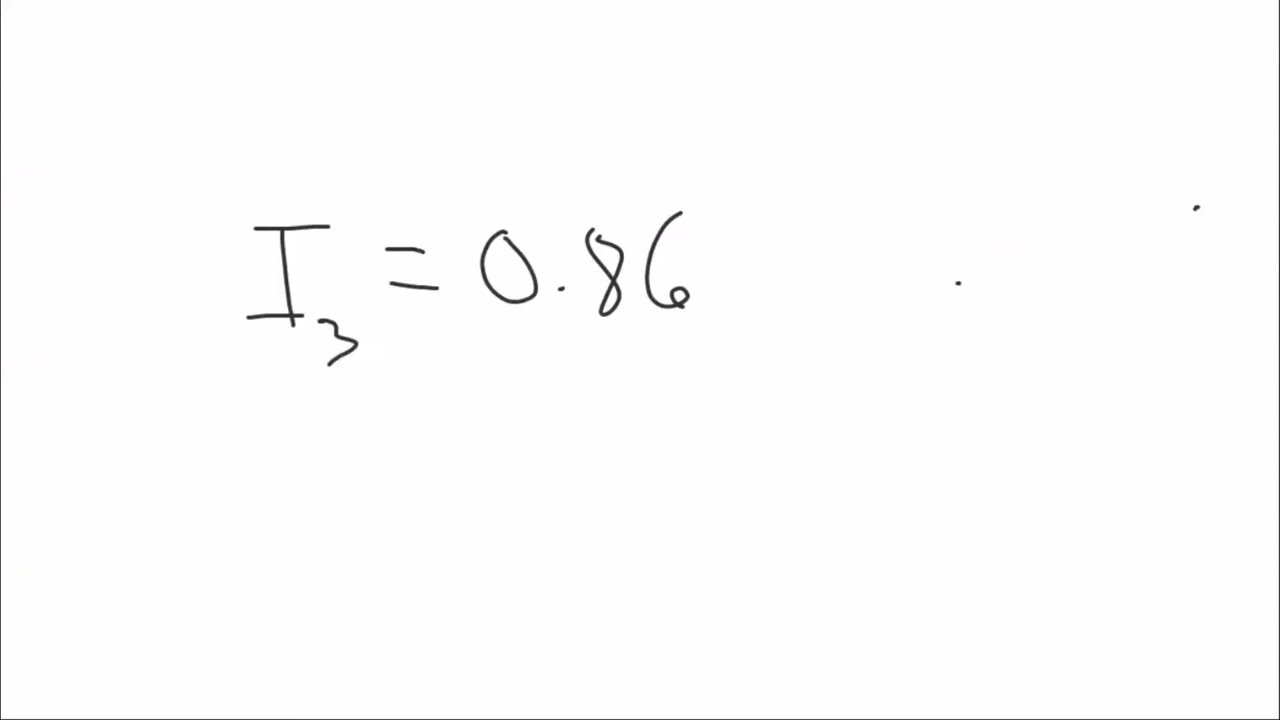 I₃ = 0.86